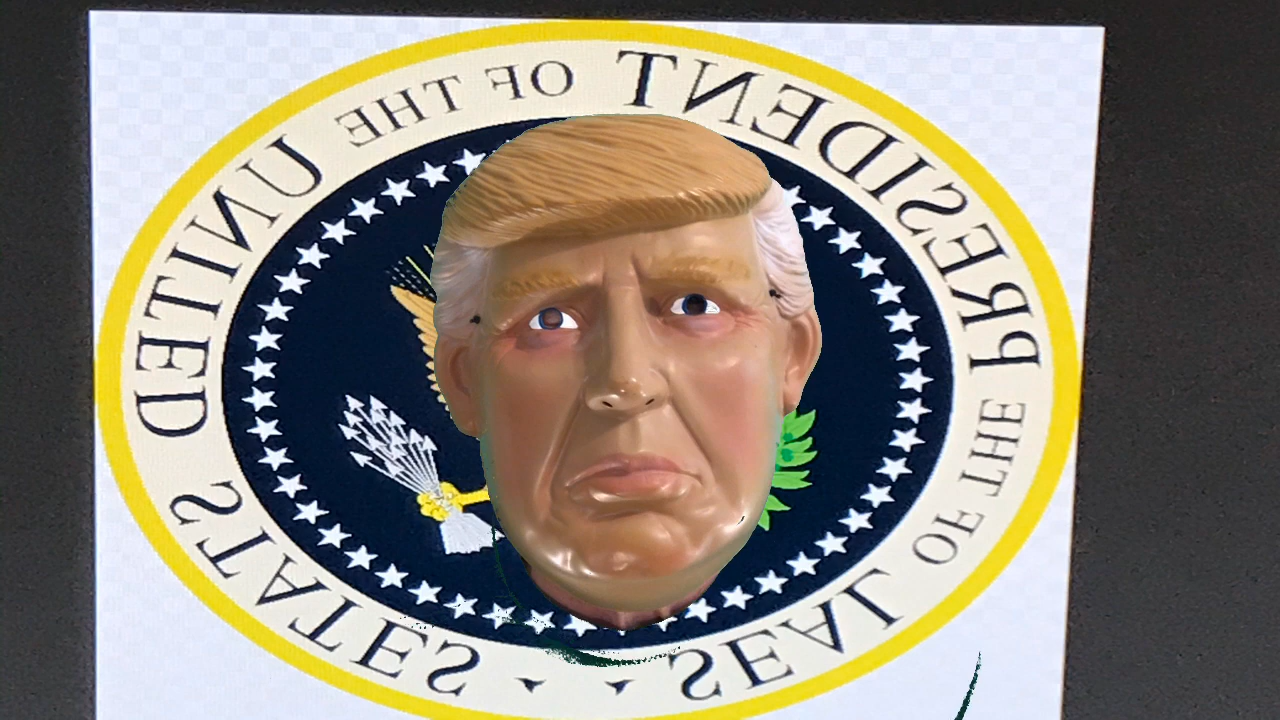 SEAL OF THE PRESIDENT OF THE UNITED STATES